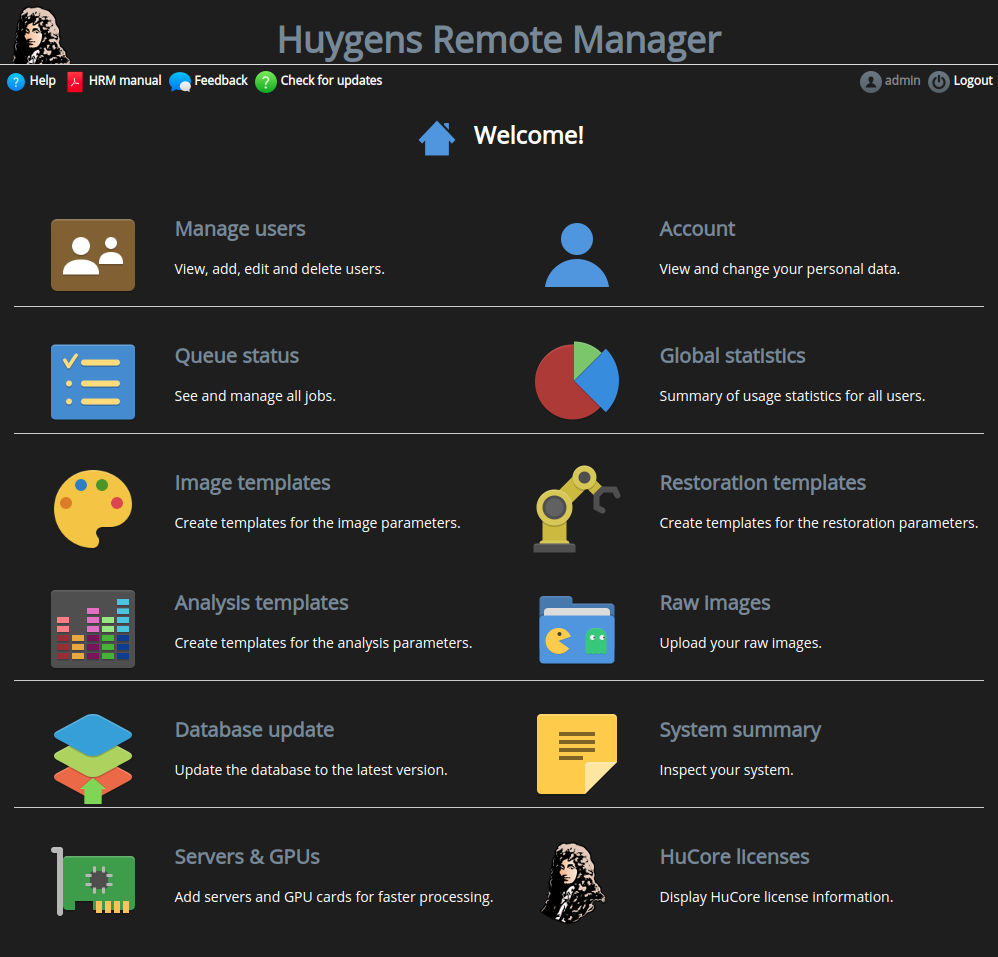 Huygens Remote Manager
Help HRM manual Feedback Check for updates admin Logout
Welcome!
Manage users
View, add, edit and delete users.
Account
View and change your personal data.
Queue status
See and manage all jobs.
Global statistics
Summary of usage statistics for all users.
Image templates
Create templates for the image parameters.
Restoration templates
Create templates for the restoration parameters.
Analysis templates
Create templates for the analysis parameters.
Raw images
Upload your raw images.
Database update
Update the database to the latest version.
System summary
Inspect your system.
Servers & GPUs
Add servers and GPU cards for faster processing.
HuCore licenses
Display HuCore license information.